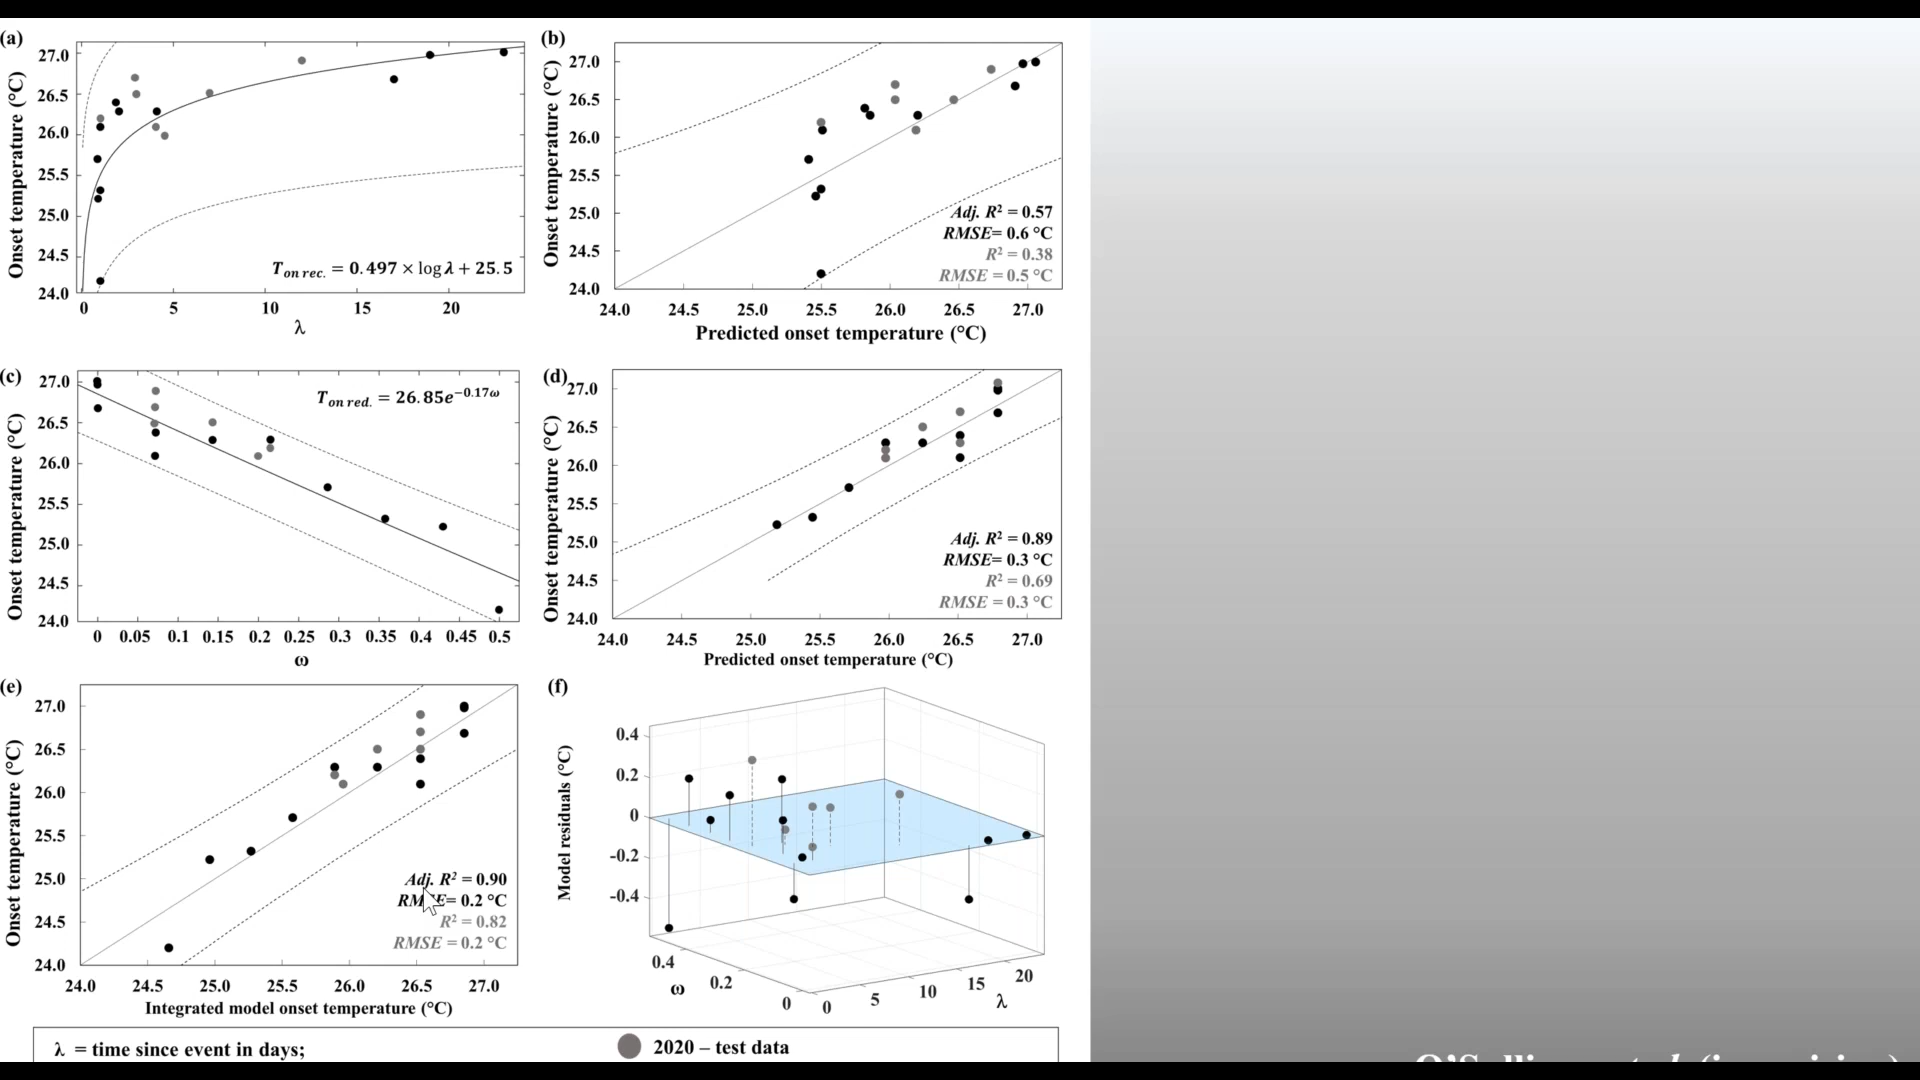 (a)
Onset temperature (°C)
27.0
26.5
26.0
25.5
25.0
24.5
24.0
T on rec. = 0.497 × log λ + 25.5
0 5 10 15 20
λ
(b)
Onset temperature (°C)
27.0
26.5
26.0
25.5
25.0
24.5
24.0
Adj. R² = 0.57
RMSE= 0.6 °C
R² = 0.38
RMSE = 0.5 °C
24.0 24.5 25.0 25.5 26.0 26.5 27.0
Predicted onset temperature (°C)
(c)
Onset temperature (°C)
27.0
26.5
26.0
25.5
25.0
24.5
24.0
T on red. = 26.85e^−0.17ω
0 0.05 0.1 0.15 0.2 0.25 0.3 0.35 0.4 0.45 0.5
ω
(d)
Onset temperature (°C)
27.0
26.5
26.0
25.5
25.0
24.5
24.0
Adj. R² = 0.89
RMSE= 0.3 °C
R² = 0.69
RMSE = 0.3 °C
24.0 24.5 25.0 25.5 26.0 26.5 27.0
Predicted onset temperature (°C)
(e)
Onset temperature (°C)
27.0
26.5
26.0
25.5
25.0
24.5
24.0
Adj. R² = 0.90
RMSE= 0.2 °C
R² = 0.82
RMSE = 0.2 °C
24.0 24.5 25.0 25.5 26.0 26.5 27.0
Integrated model onset temperature (°C)
(f)
Model residuals (°C)
0.4
0.2
0
-0.2
-0.4
0.4 0.2 0
ω
0 5 10 15 20
λ
λ = time since event in days;
2020 – test data